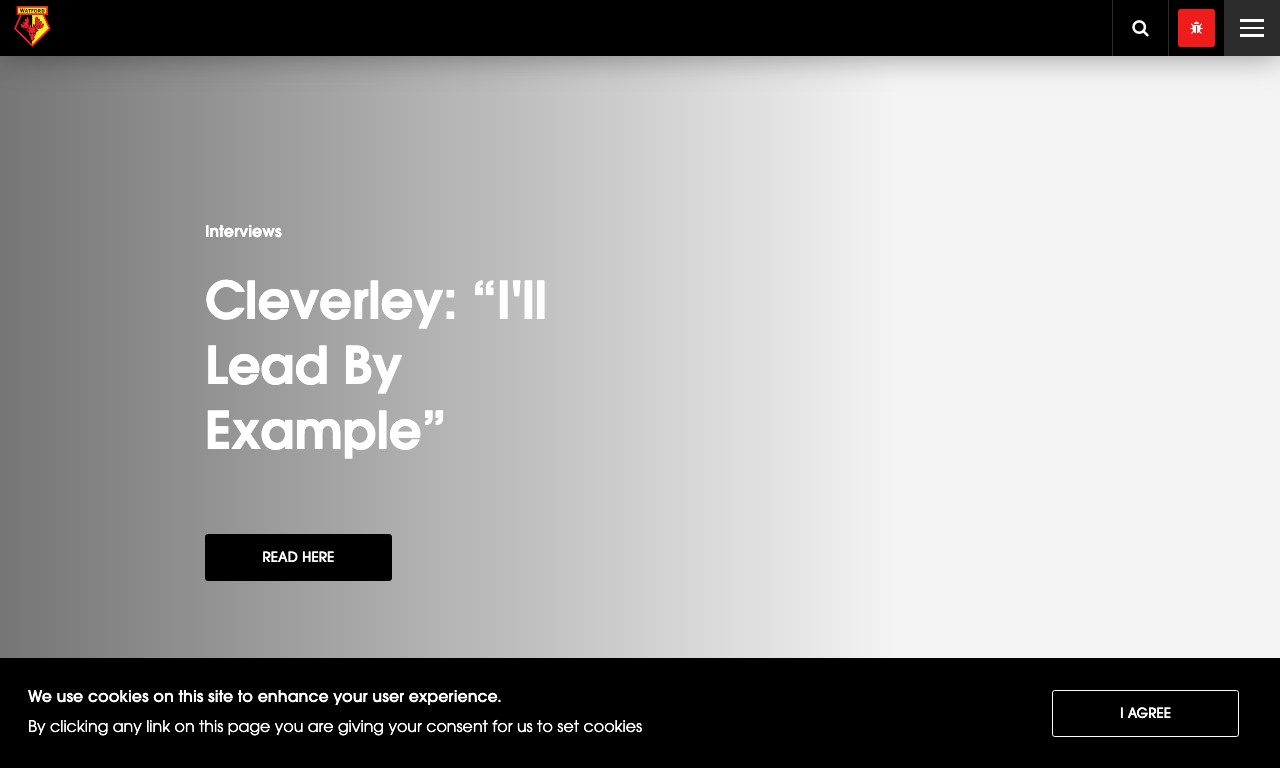 WATFORD
Interviews
Cleverley: “I'll
Lead By
Example”
READ HERE
We use cookies on this site to enhance your user experience.
By clicking any link on this page you are giving your consent for us to set cookies
I AGREE